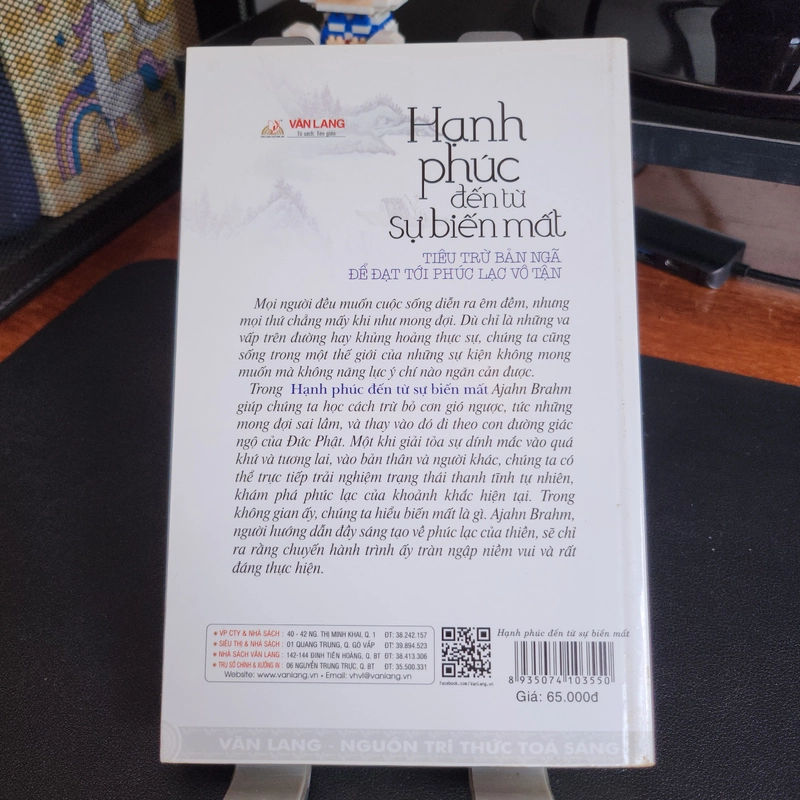 VĂN LANG
Tủ sách: Tôn giáo
Hạnh
phúc
đến từ
sự biến mất
TIÊU TRỪ BẢN NGÃ
ĐỂ ĐẠT TỚI PHÚC LẠC VÔ TẬN
Mọi người đều muốn cuộc sống diễn ra êm đềm, nhưng
mọi thứ chẳng mấy khi như mong đợi. Dù chỉ là những va
vấp trên đường hay khủng hoảng thực sự, chúng ta cũng
sống trong một thế giới của những sự kiện không mong
muốn mà không năng lực ý chí nào ngăn cản được.
Trong Hạnh phúc đến từ sự biến mất Ajahn Brahm
giúp chúng ta học cách trừ bỏ cơn gió ngược, tức những
mong đợi sai lầm, và thay vào đó đi theo con đường giác
ngộ của Đức Phật. Một khi giải tỏa sự dính mắc vào quá
khứ và tương lai, vào bản thân và người khác, chúng ta có
thể trực tiếp trải nghiệm trạng thái thanh tĩnh tự nhiên,
khám phá phúc lạc của khoảnh khắc hiện tại. Trong
không gian ấy, chúng ta hiểu biến mất là gì. Ajahn Brahm,
người hướng dẫn đầy sáng tạo về phúc lạc của thiền, sẽ chỉ
ra rằng chuyến hành trình ấy tràn ngập niềm vui và rất
đáng thực hiện.
★ VP CTY & NHÀ SÁCH : 40 - 42 NG. THỊ MINH KHAI, Q. 1 ĐT: 38.242.157
★ SIÊU THỊ & NHÀ SÁCH : 01 QUANG TRUNG, Q. GÒ VẤP ĐT: 39.894.523
★ NHÀ SÁCH VĂN LANG : 142-144 ĐINH TIÊN HOÀNG, Q. BT ĐT: 38.413.306
★ TRỤ SỞ CHÍNH & XƯỞNG IN : 06 NGUYỄN TRUNG TRỰC, Q. BT ĐT: 35.500.331
Website: www.vanlang.vn - Email: vhvl@vanlang.vn
facebook.com/Vanlang.vn
Hạnh phúc đến từ sự biến mất
8 935074 103550
Giá: 65.000đ
VĂN LANG - NGUỒN TRI THỨC TOẢ SÁNG